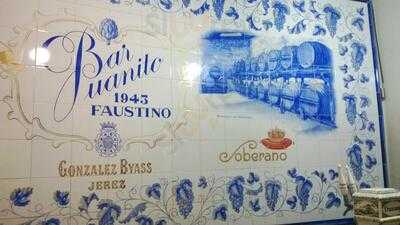 Bar
Juanito
1943
FAUSTINO
GONZALEZ BYASS
JEREZ
Soberano